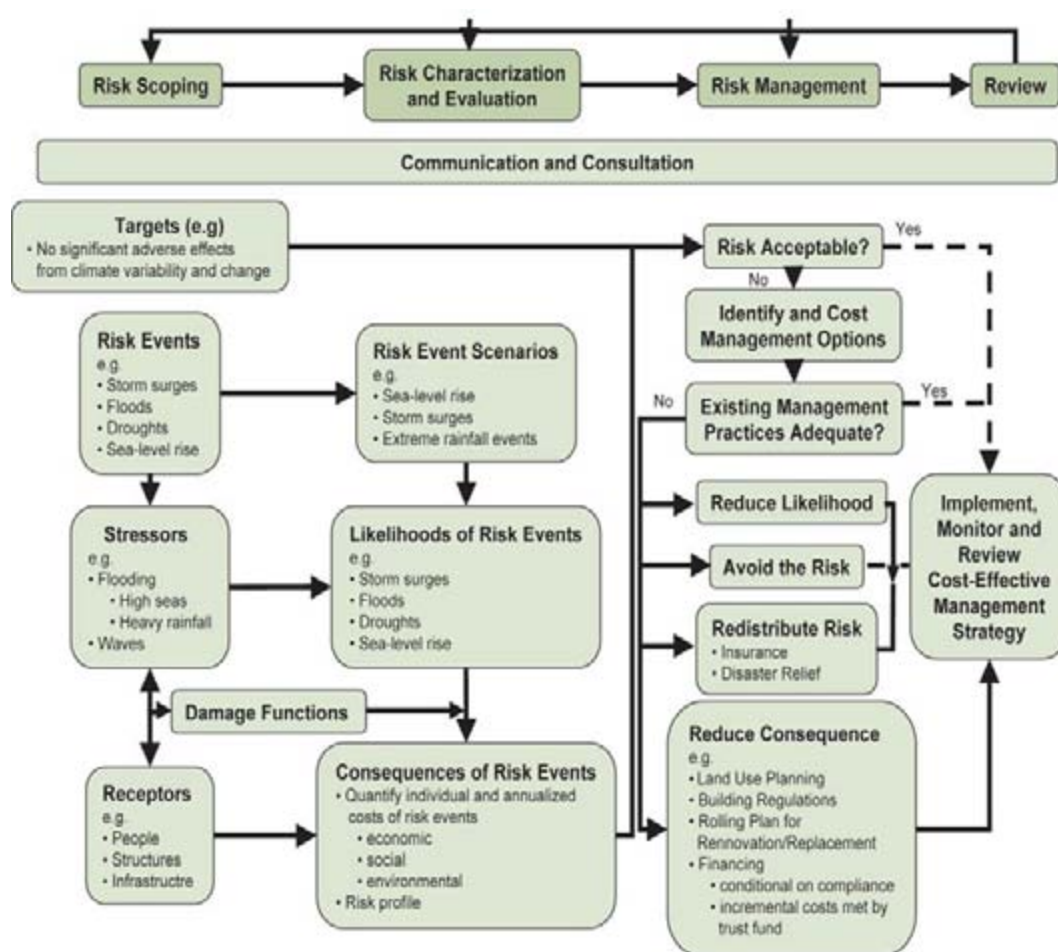 Risk Scoping
Risk Characterization
and Evaluation
Risk Management
Review
Communication and Consultation
Targets (e.g)
• No significant adverse effects
from climate variability and change
Risk Events
e.g.
• Storm surges
• Floods
• Droughts
• Sea-level rise
Risk Event Scenarios
e.g.
• Sea-level rise
• Storm surges
• Extreme rainfall events
Stressors
e.g.
• Flooding
• High seas
• Heavy rainfall
• Waves
Likelihoods of Risk Events
e.g.
• Storm surges
• Floods
• Droughts
• Sea-level rise
Damage Functions
Receptors
e.g.
• People
• Structures
• Infrastructre
Consequences of Risk Events
• Quantify individual and annualized
costs of risk events
• economic
• social
• environmental
• Risk profile
Risk Acceptable?
Yes
No
Identify and Cost
Management Options
No
Existing Management
Practices Adequate?
Yes
Reduce Likelihood
Avoid the Risk
Redistribute Risk
• Insurance
• Disaster Relief
Reduce Consequence
e.g.
• Land Use Planning
• Building Regulations
• Rolling Plan for
Rennovation/Replacement
• Financing
• conditional on compliance
• incremental costs met by
trust fund
Implement,
Monitor and
Review
Cost-Effective
Management
Strategy